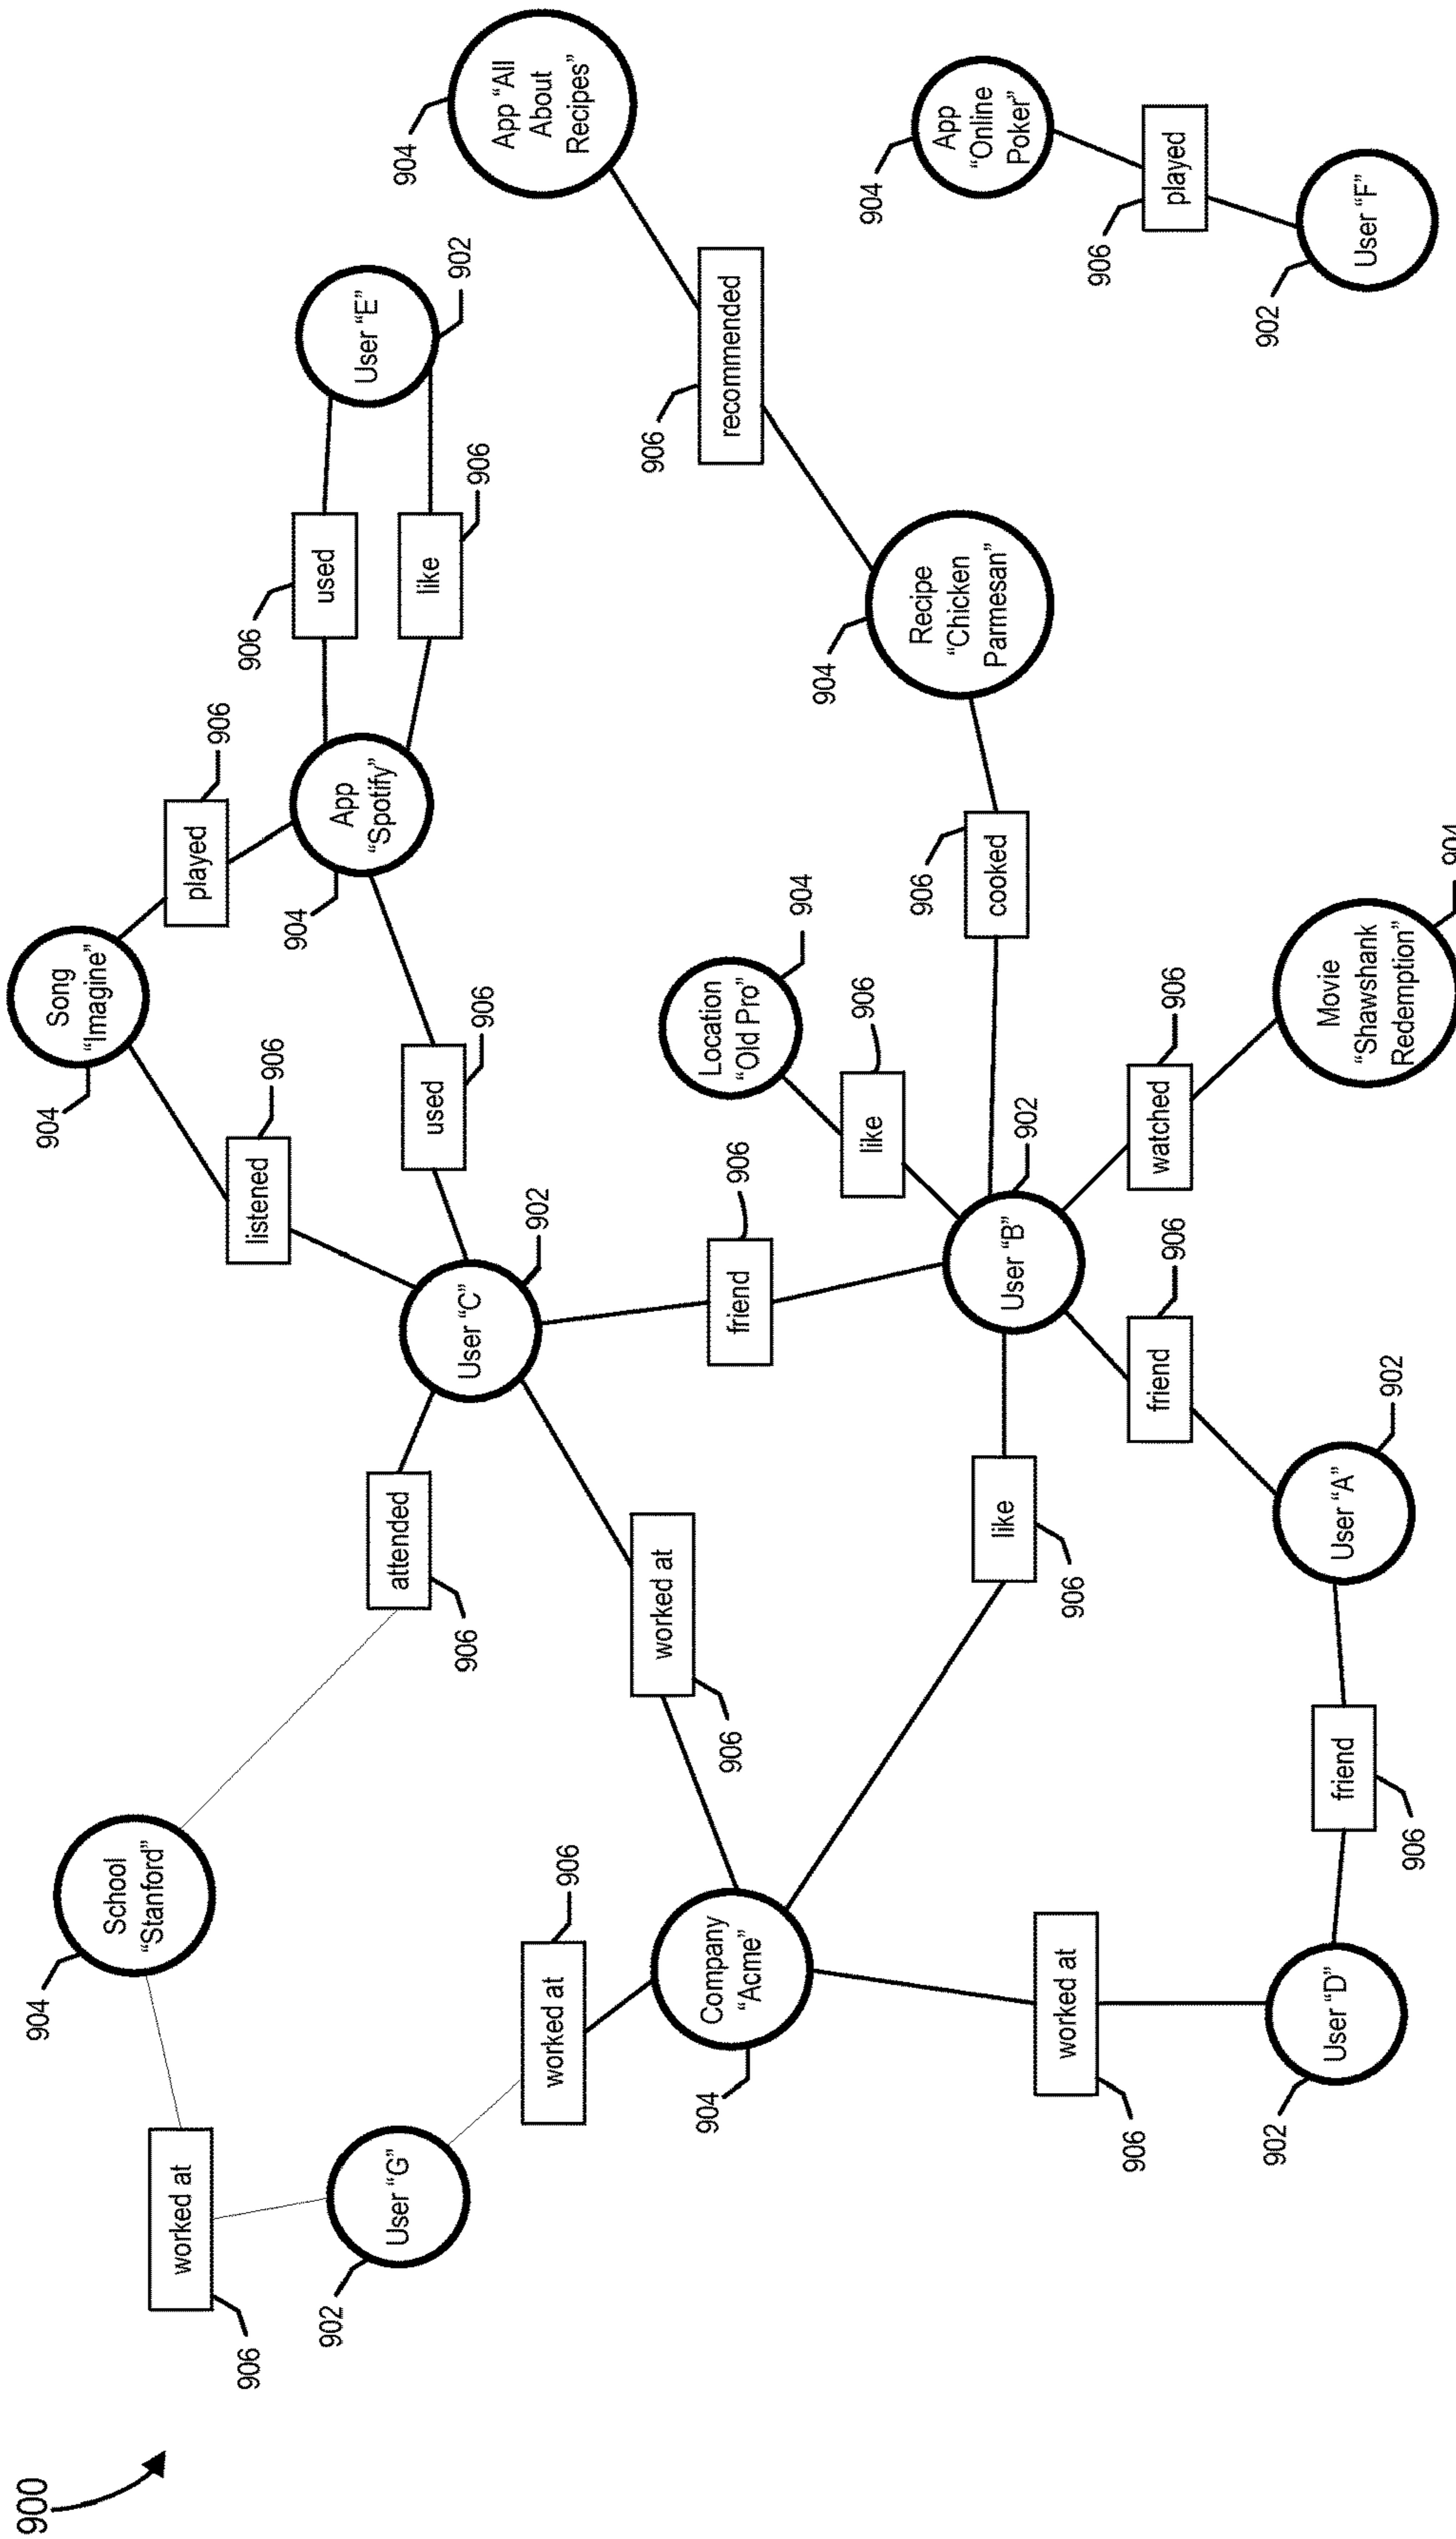 900
904
School
"Stanford"
904
Song
"Imagine"
worked at
906
attended
906
listened
906
played
906
User "G"
902
User "C"
902
used
906
904
App
"Spotify"
used
906
like
906
User "E"
902
904
App "All
About
Recipes"
worked at
906
worked at
906
Company
"Acme"
904
friend
906
Location
"Old Pro"
904
like
906
recommended
906
904
Recipe
"Chicken
Parmesan"
cooked
906
904
App
"Online
Poker"
played
906
User "F"
902
worked at
906
like
906
User "B"
902
friend
906
watched
906
Movie
"Shawshank
Redemption"
904
User "D"
902
friend
906
User "A"
902